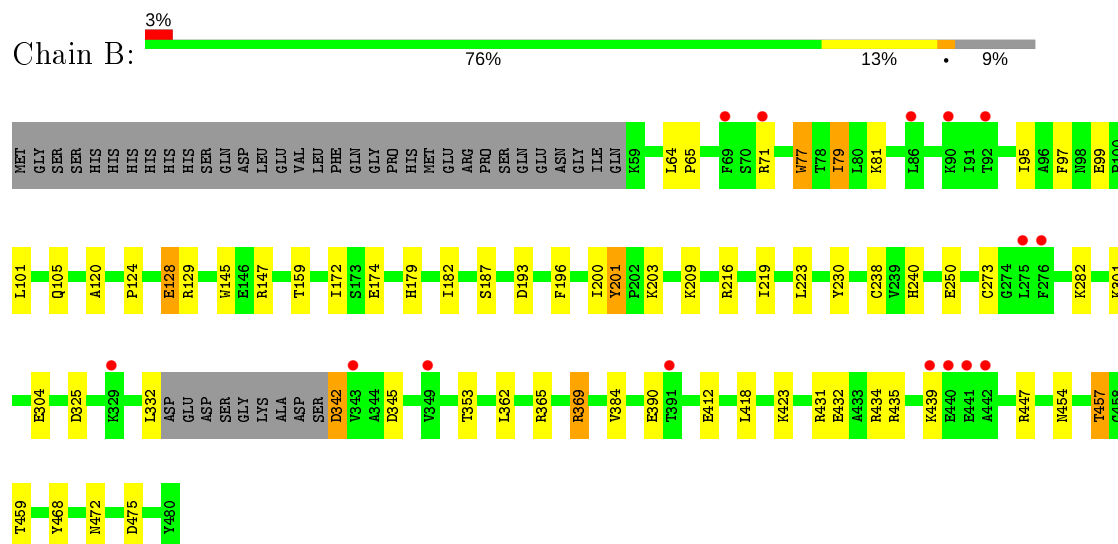 3%
Chain B:
76% 13% • 9%
MET GLY SER SER HIS HIS HIS HIS HIS HIS SER GLN ASP LEU GLU VAL LEU PHE GLN GLY PRO HIS MET GLU ARG PRO SER GLN GLU ASN GLY ILE GLN K59 L64 P65 F69 S70 R71 W77 T78 I79 L80 K81 L86 K90 I91 T92 I95 A96 F97 N98 E99 P100
L101 Q105 A120 P124 E128 R129 W145 E146 R147 T159 I172 S173 E174 H179 I182 S187 D193 F196 I200 Y201 P202 K203 K209 R216 I219 L223 Y230 C238 V239 H240 E250 C273 G274 L275 F276 K282 K301
E304 D325 K329 L332 ASP GLU ASP SER GLY LYS ALA ASP SER D342 V343 A344 D345 V349 T353 L362 R365 R369 V384 E390 T391 E412 L418 K423 R431 E432 A433 R434 R435 K439 E440 E441 A442 R447 N454 T457 G458
T459 Y468 N472 D475 Y480